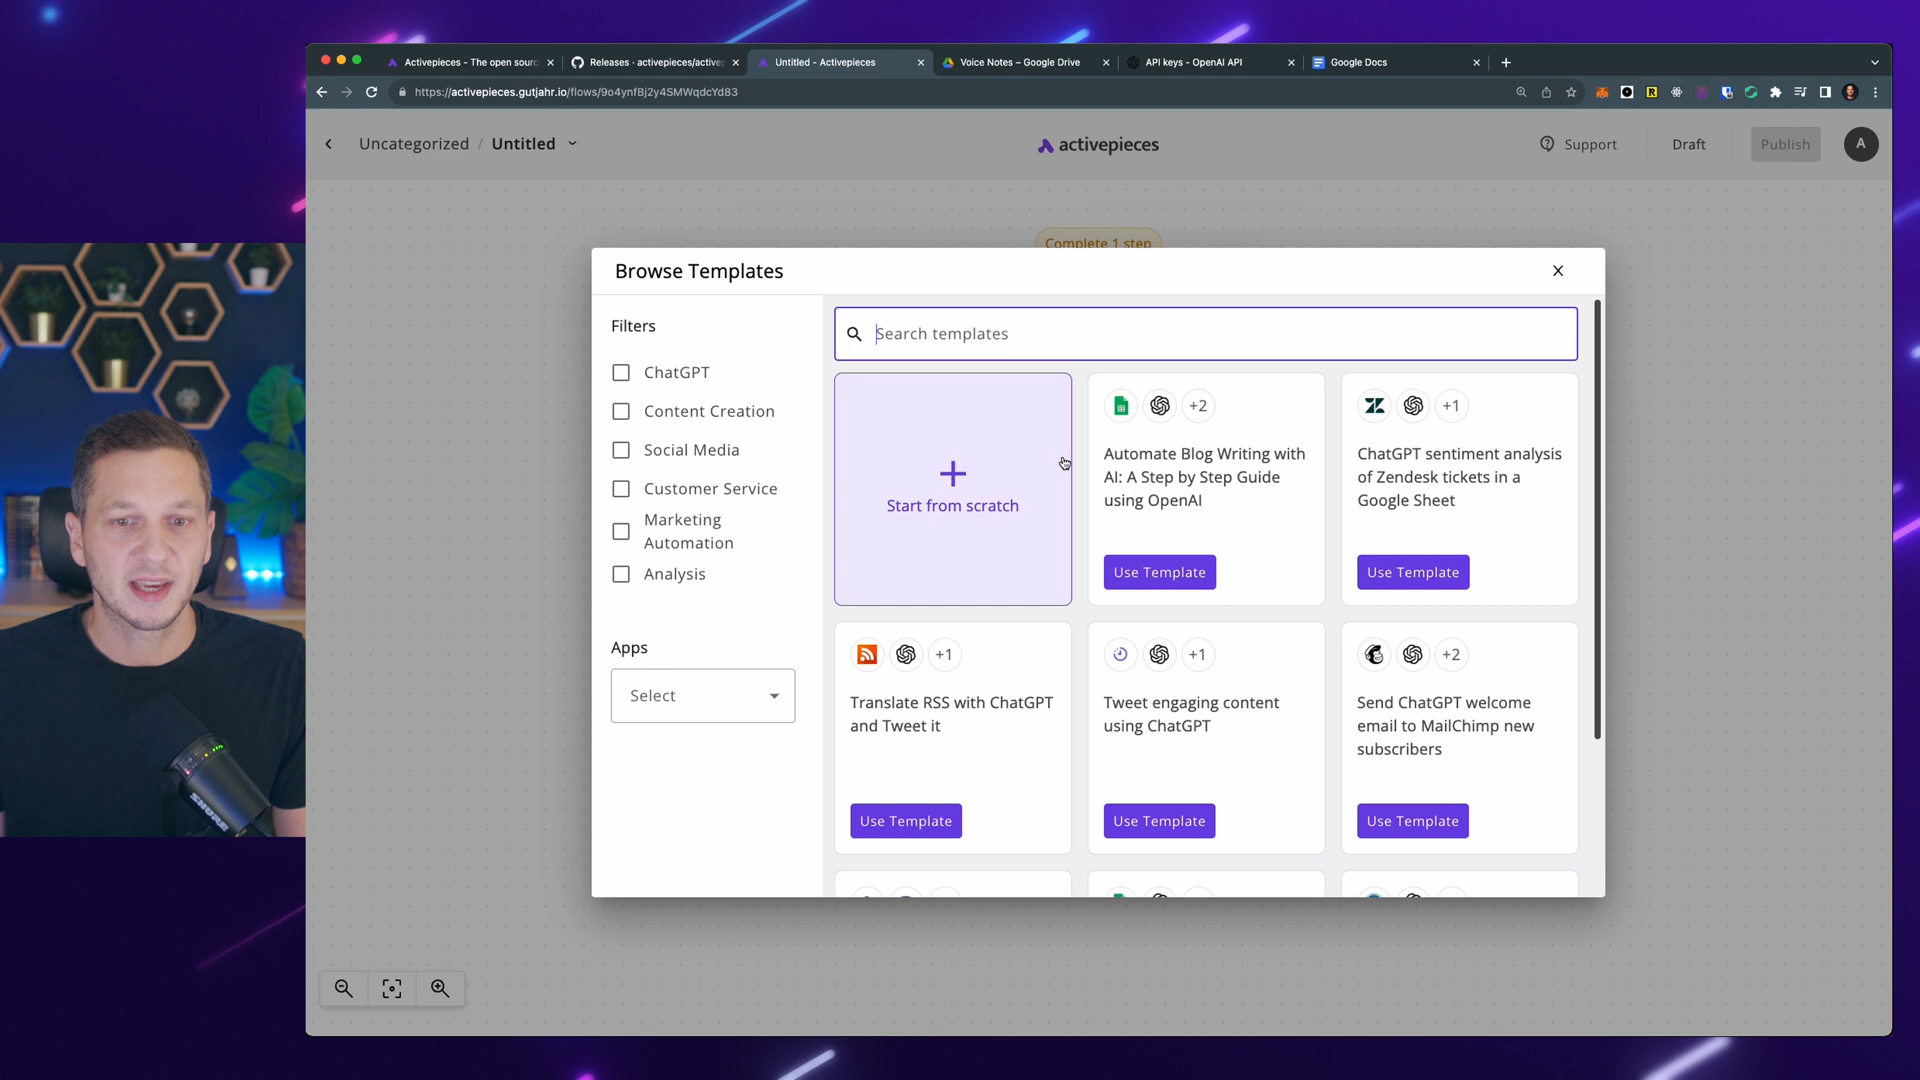 Activepieces - The open sourc
Releases · activepieces/activep
Untitled - Activepieces
Voice Notes – Google Drive
API keys - OpenAI API
Google Docs
https://activepieces.gutjahr.io/flows/9o4ynfBj2y4SMWqdcYd83
Uncategorized / Untitled
activepieces
Support
Draft
Publish
A
Complete 1 step
Browse Templates
Filters
ChatGPT
Content Creation
Social Media
Customer Service
Marketing
Automation
Analysis
Apps
Select
Search templates
Start from scratch
+2
Automate Blog Writing with
AI: A Step by Step Guide
using OpenAI
Use Template
+1
ChatGPT sentiment analysis
of Zendesk tickets in a
Google Sheet
Use Template
+1
Translate RSS with ChatGPT
and Tweet it
Use Template
+1
Tweet engaging content
using ChatGPT
Use Template
+2
Send ChatGPT welcome
email to MailChimp new
subscribers
Use Template
SHURE